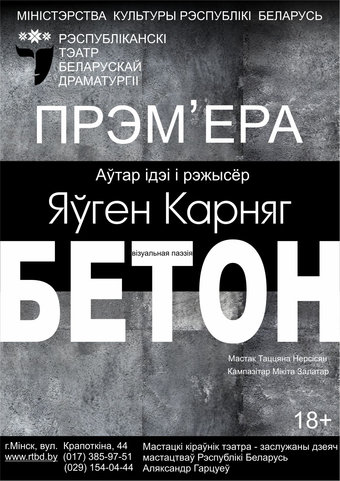 МІНІСТЭРСТВА КУЛЬТУРЫ РЭСПУБЛІКІ БЕЛАРУСЬ
РЭСПУБЛІКАНСКІ
ТЭАТР
БЕЛАРУСКАЙ
ДРАМАТУРГІІ
ПРЭМ’ЕРА
Аўтар ідэі і рэжысёр
Яўген Карняг
візуальная паэзія
БЕТОН
Мастак Таццяна Нерсісян
Кампазітар Мікіта Залатар
18+
г.Мінск, вул. Крапоткіна, 44
www.rtbd.by (017) 385-97-51
(029) 154-04-44
Мастацкі кіраўнік тэатра - заслужаны дзеяч
мастацтваў Рэспублікі Беларусь
Аляксандр Гарцуеў